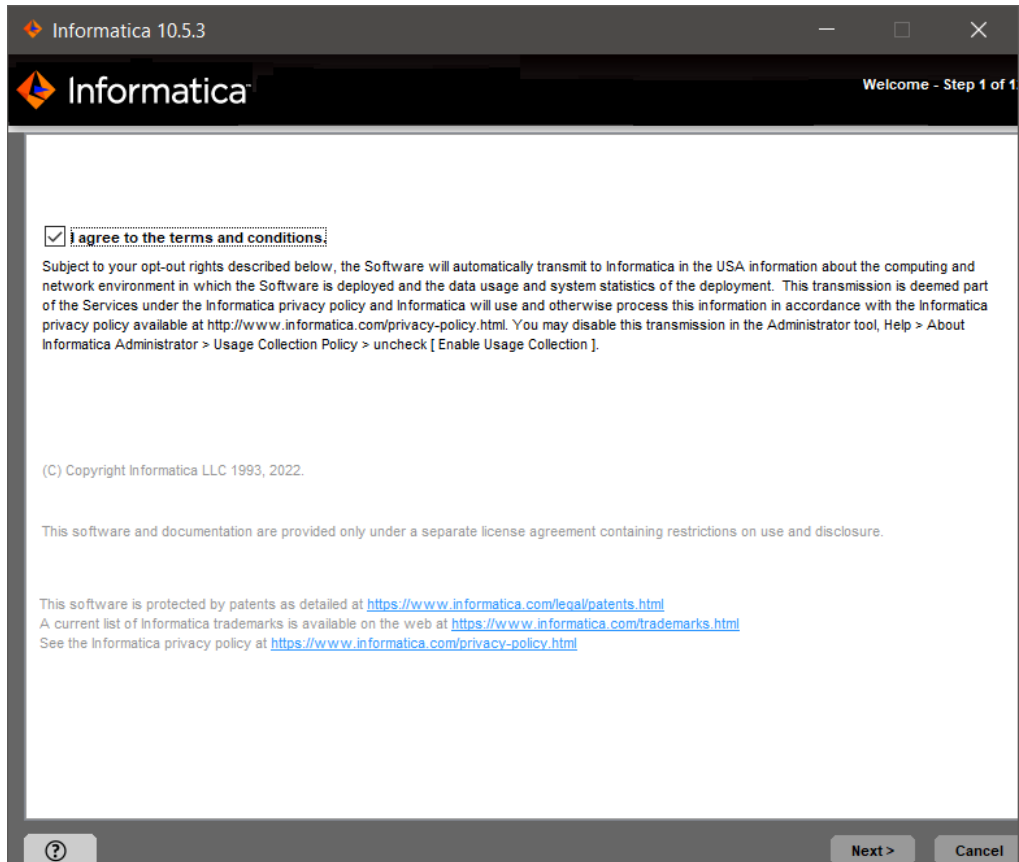 Informatica 10.5.3
Informatica
Welcome - Step 1 of 1
I agree to the terms and conditions.
Subject to your opt-out rights described below, the Software will automatically transmit to Informatica in the USA information about the computing and
network environment in which the Software is deployed and the data usage and system statistics of the deployment.  This transmission is deemed part
of the Services under the Informatica privacy policy and Informatica will use and otherwise process this information in accordance with the Informatica
privacy policy available at http://www.informatica.com/privacy-policy.html. You may disable this transmission in the Administrator tool, Help > About
Informatica Administrator > Usage Collection Policy > uncheck [ Enable Usage Collection ].
(C) Copyright Informatica LLC 1993, 2022.
This software and documentation are provided only under a separate license agreement containing restrictions on use and disclosure.
This software is protected by patents as detailed at https://www.informatica.com/legal/patents.html
A current list of Informatica trademarks is available on the web at https://www.informatica.com/trademarks.html
See the Informatica privacy policy at https://www.informatica.com/privacy-policy.html
?
Next >
Cancel